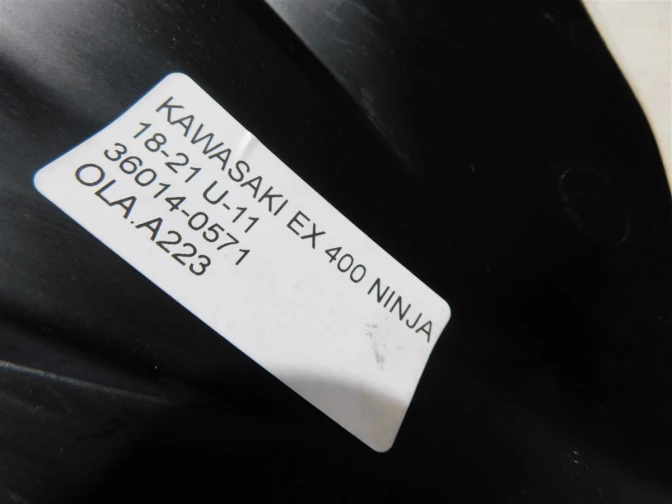 KAWASAKI EX 400 NINJA
18-21 U-11
36014-0571
OLA.A223